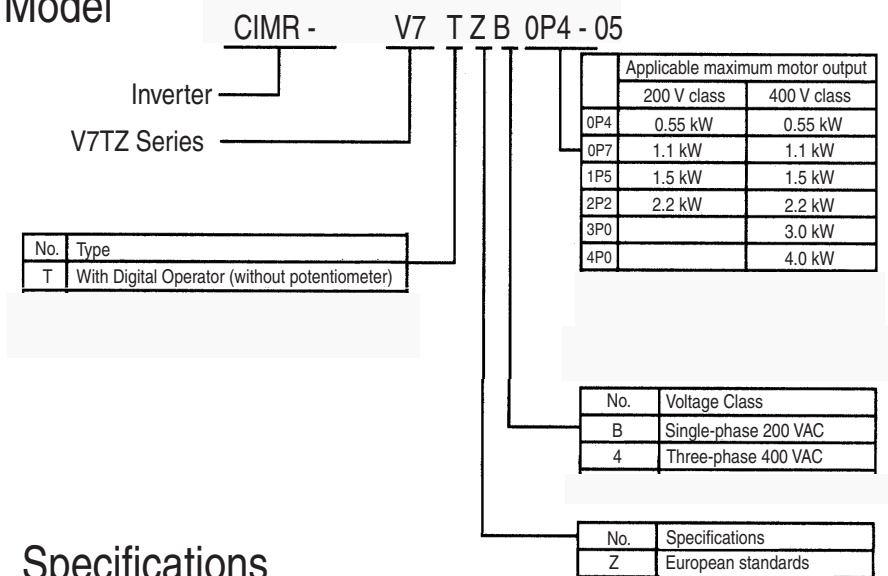 Model
CIMR - V7 T Z B 0P4 - 05
Inverter
V7TZ Series
Applicable maximum motor output
200 V class 400 V class
0P4 0.55 kW 0.55 kW
0P7 1.1 kW 1.1 kW
1P5 1.5 kW 1.5 kW
2P2 2.2 kW 2.2 kW
3P0 3.0 kW
4P0 4.0 kW
No. Type
T With Digital Operator (without potentiometer)
No. Voltage Class
B Single-phase 200 VAC
4 Three-phase 400 VAC
No. Specifications
Z European standards
Specifications